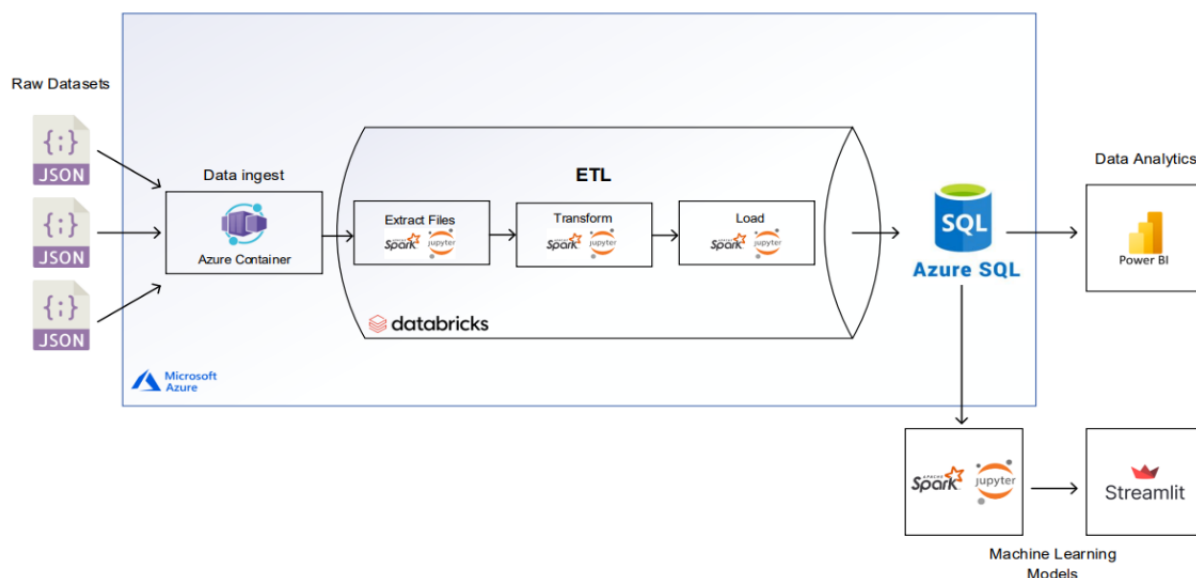 Raw Datasets
{;}
JSON
{;}
JSON
{;}
JSON
Data ingest
Azure Container
ETL
Extract Files
Spark
jupyter
Transform
Spark
jupyter
Load
Spark
jupyter
databricks
Microsoft
Azure
SQL
Azure SQL
Data Analytics
Power BI
APACHE
Spark
jupyter
Streamlit
Machine Learning
Models